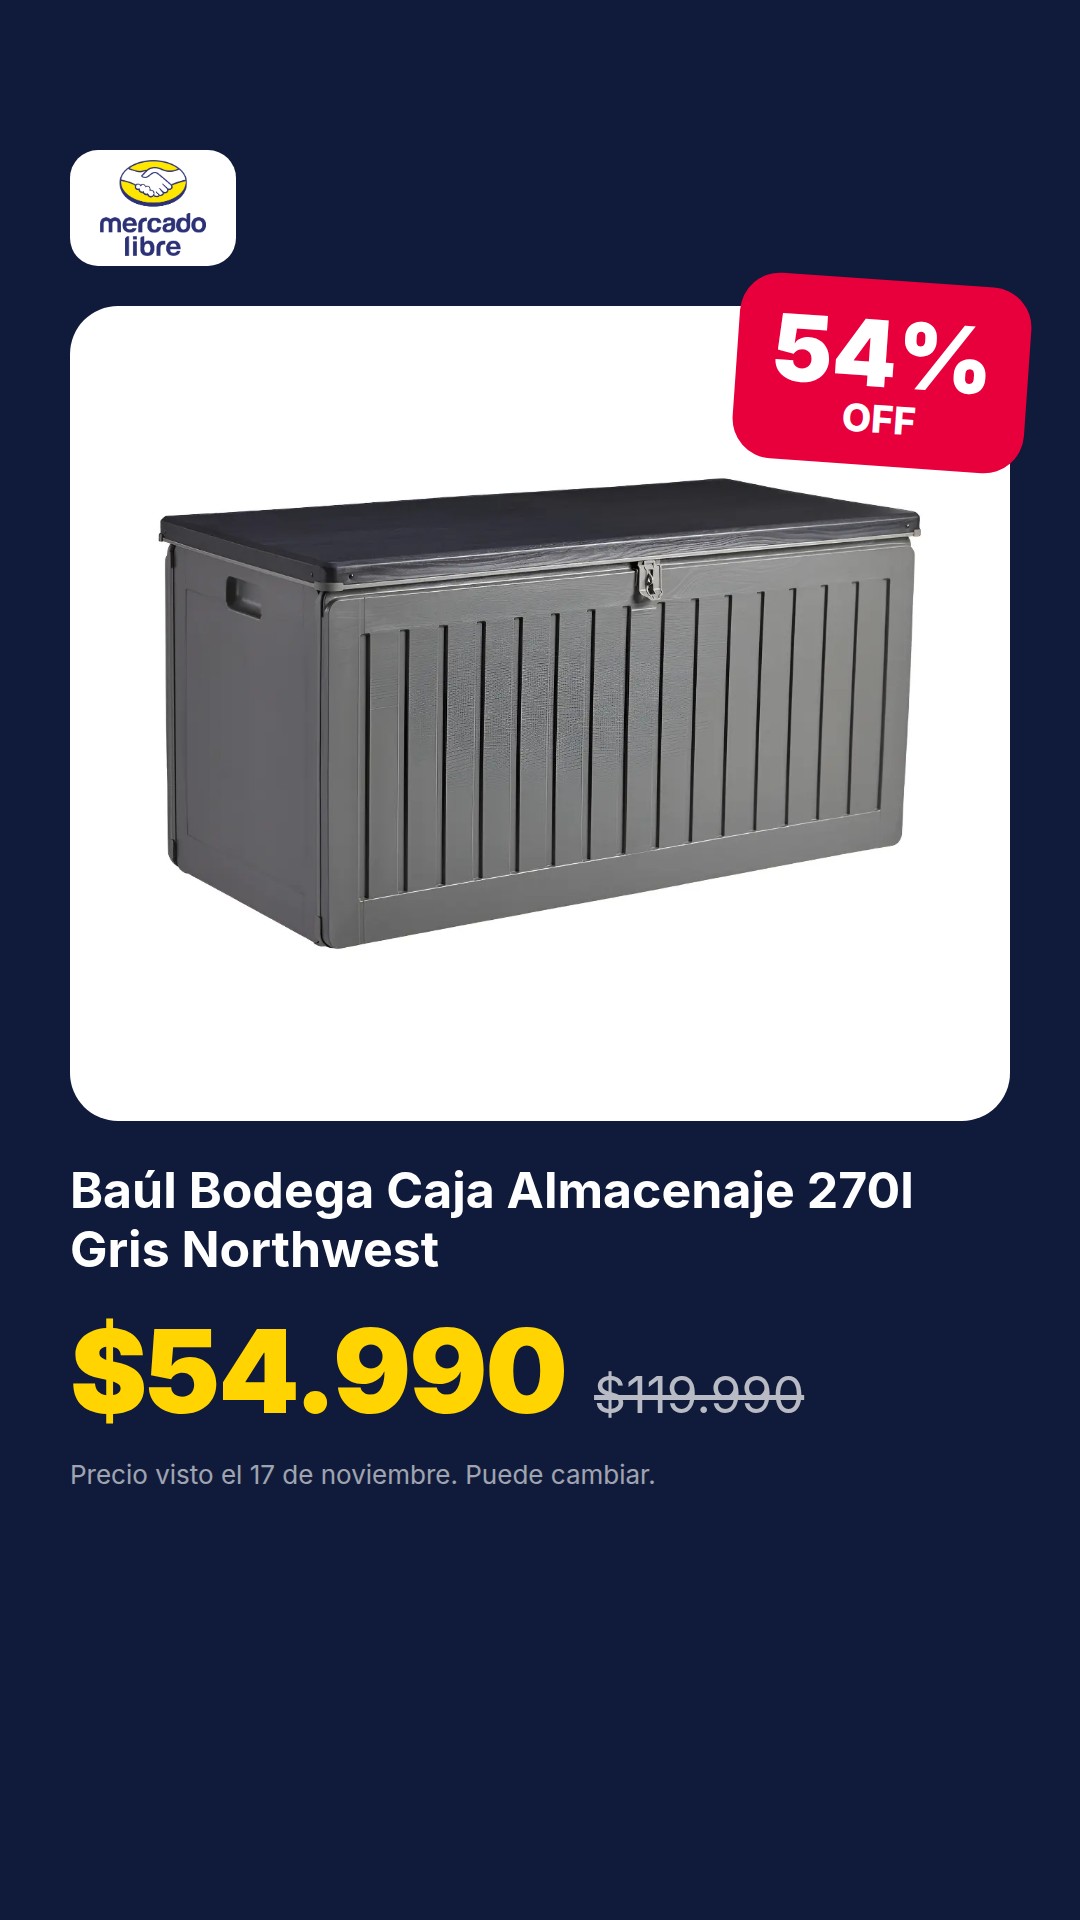 mercado
libre
54%
OFF
Baúl Bodega Caja Almacenaje 270l
Gris Northwest
$54.990 $119.990
Precio visto el 17 de noviembre. Puede cambiar.